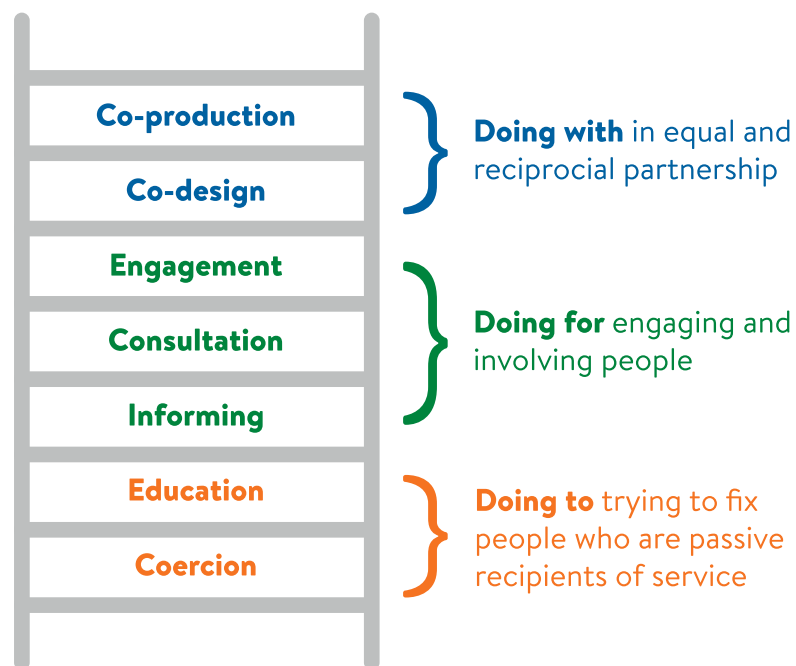 Co-production
Co-design
Doing with in equal and
reciprocial partnership
Engagement
Consultation
Informing
Doing for engaging and
involving people
Education
Coercion
Doing to trying to fix
people who are passive
recipients of service